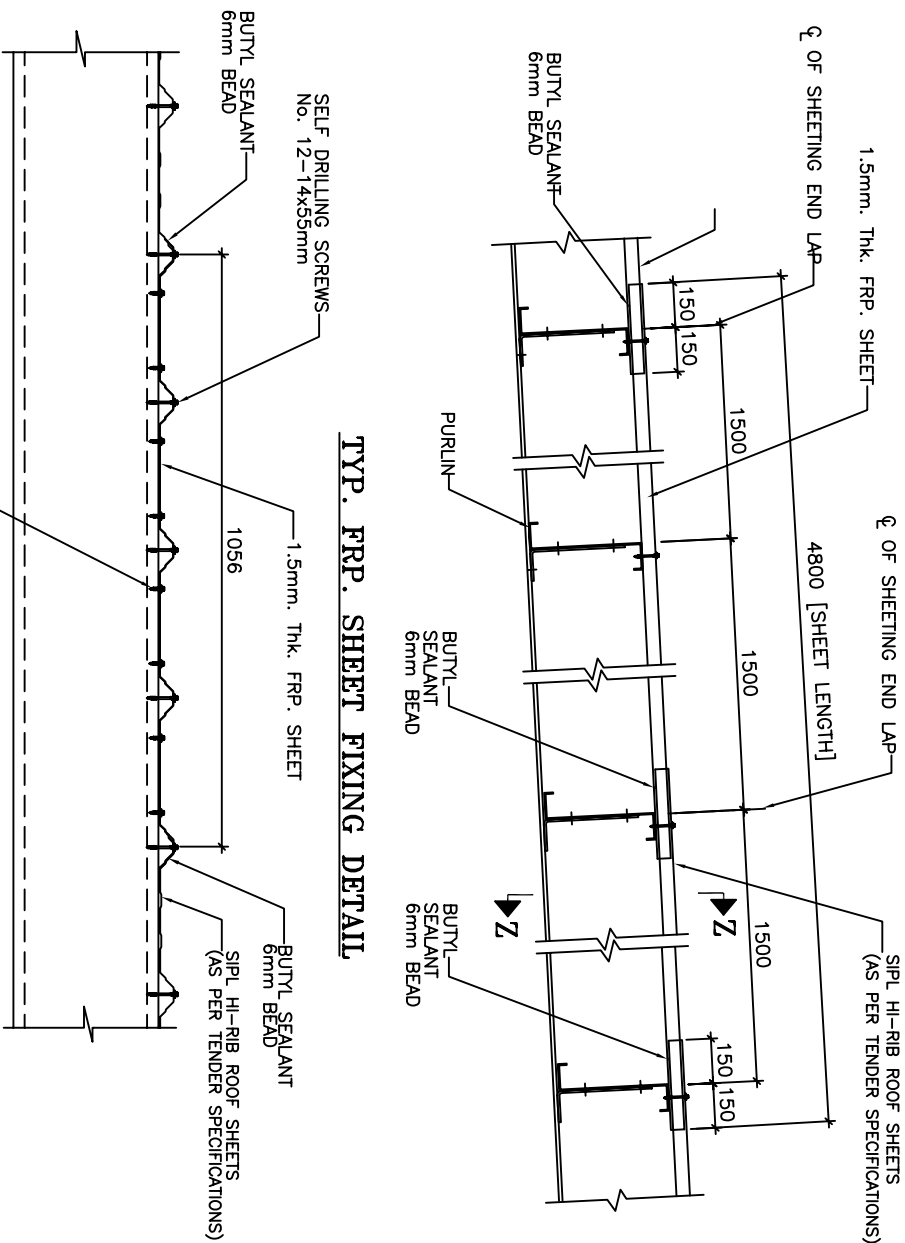 ℄ OF SHEETING END LAP
1.5mm. Thk. FRP. SHEET
℄ OF SHEETING END LAP
SIPL HI-RIB ROOF SHEETS
(AS PER TENDER SPECIFICATIONS)
4800 [SHEET LENGTH]
1500
1500
1500
150
150
150
150
BUTYL SEALANT
6mm BEAD
PURLIN
BUTYL
SEALANT
6mm BEAD
BUTYL
SEALANT
6mm BEAD
Z
Z
TYP. FRP. SHEET FIXING DETAIL
SELF DRILLING SCREWS
No. 12-14x55mm
BUTYL SEALANT
6mm BEAD
1.5mm. Thk. FRP. SHEET
1056
BUTYL SEALANT
6mm BEAD
SIPL HI-RIB ROOF SHEETS
(AS PER TENDER SPECIFICATIONS)